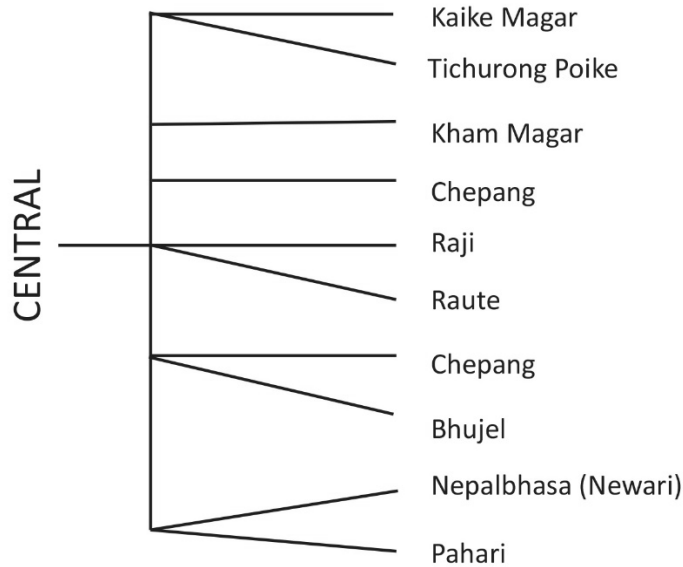 CENTRAL
Kaike Magar
Tichurong Poike
Kham Magar
Chepang
Raji
Raute
Chepang
Bhujel
Nepalbhasa (Newari)
Pahari